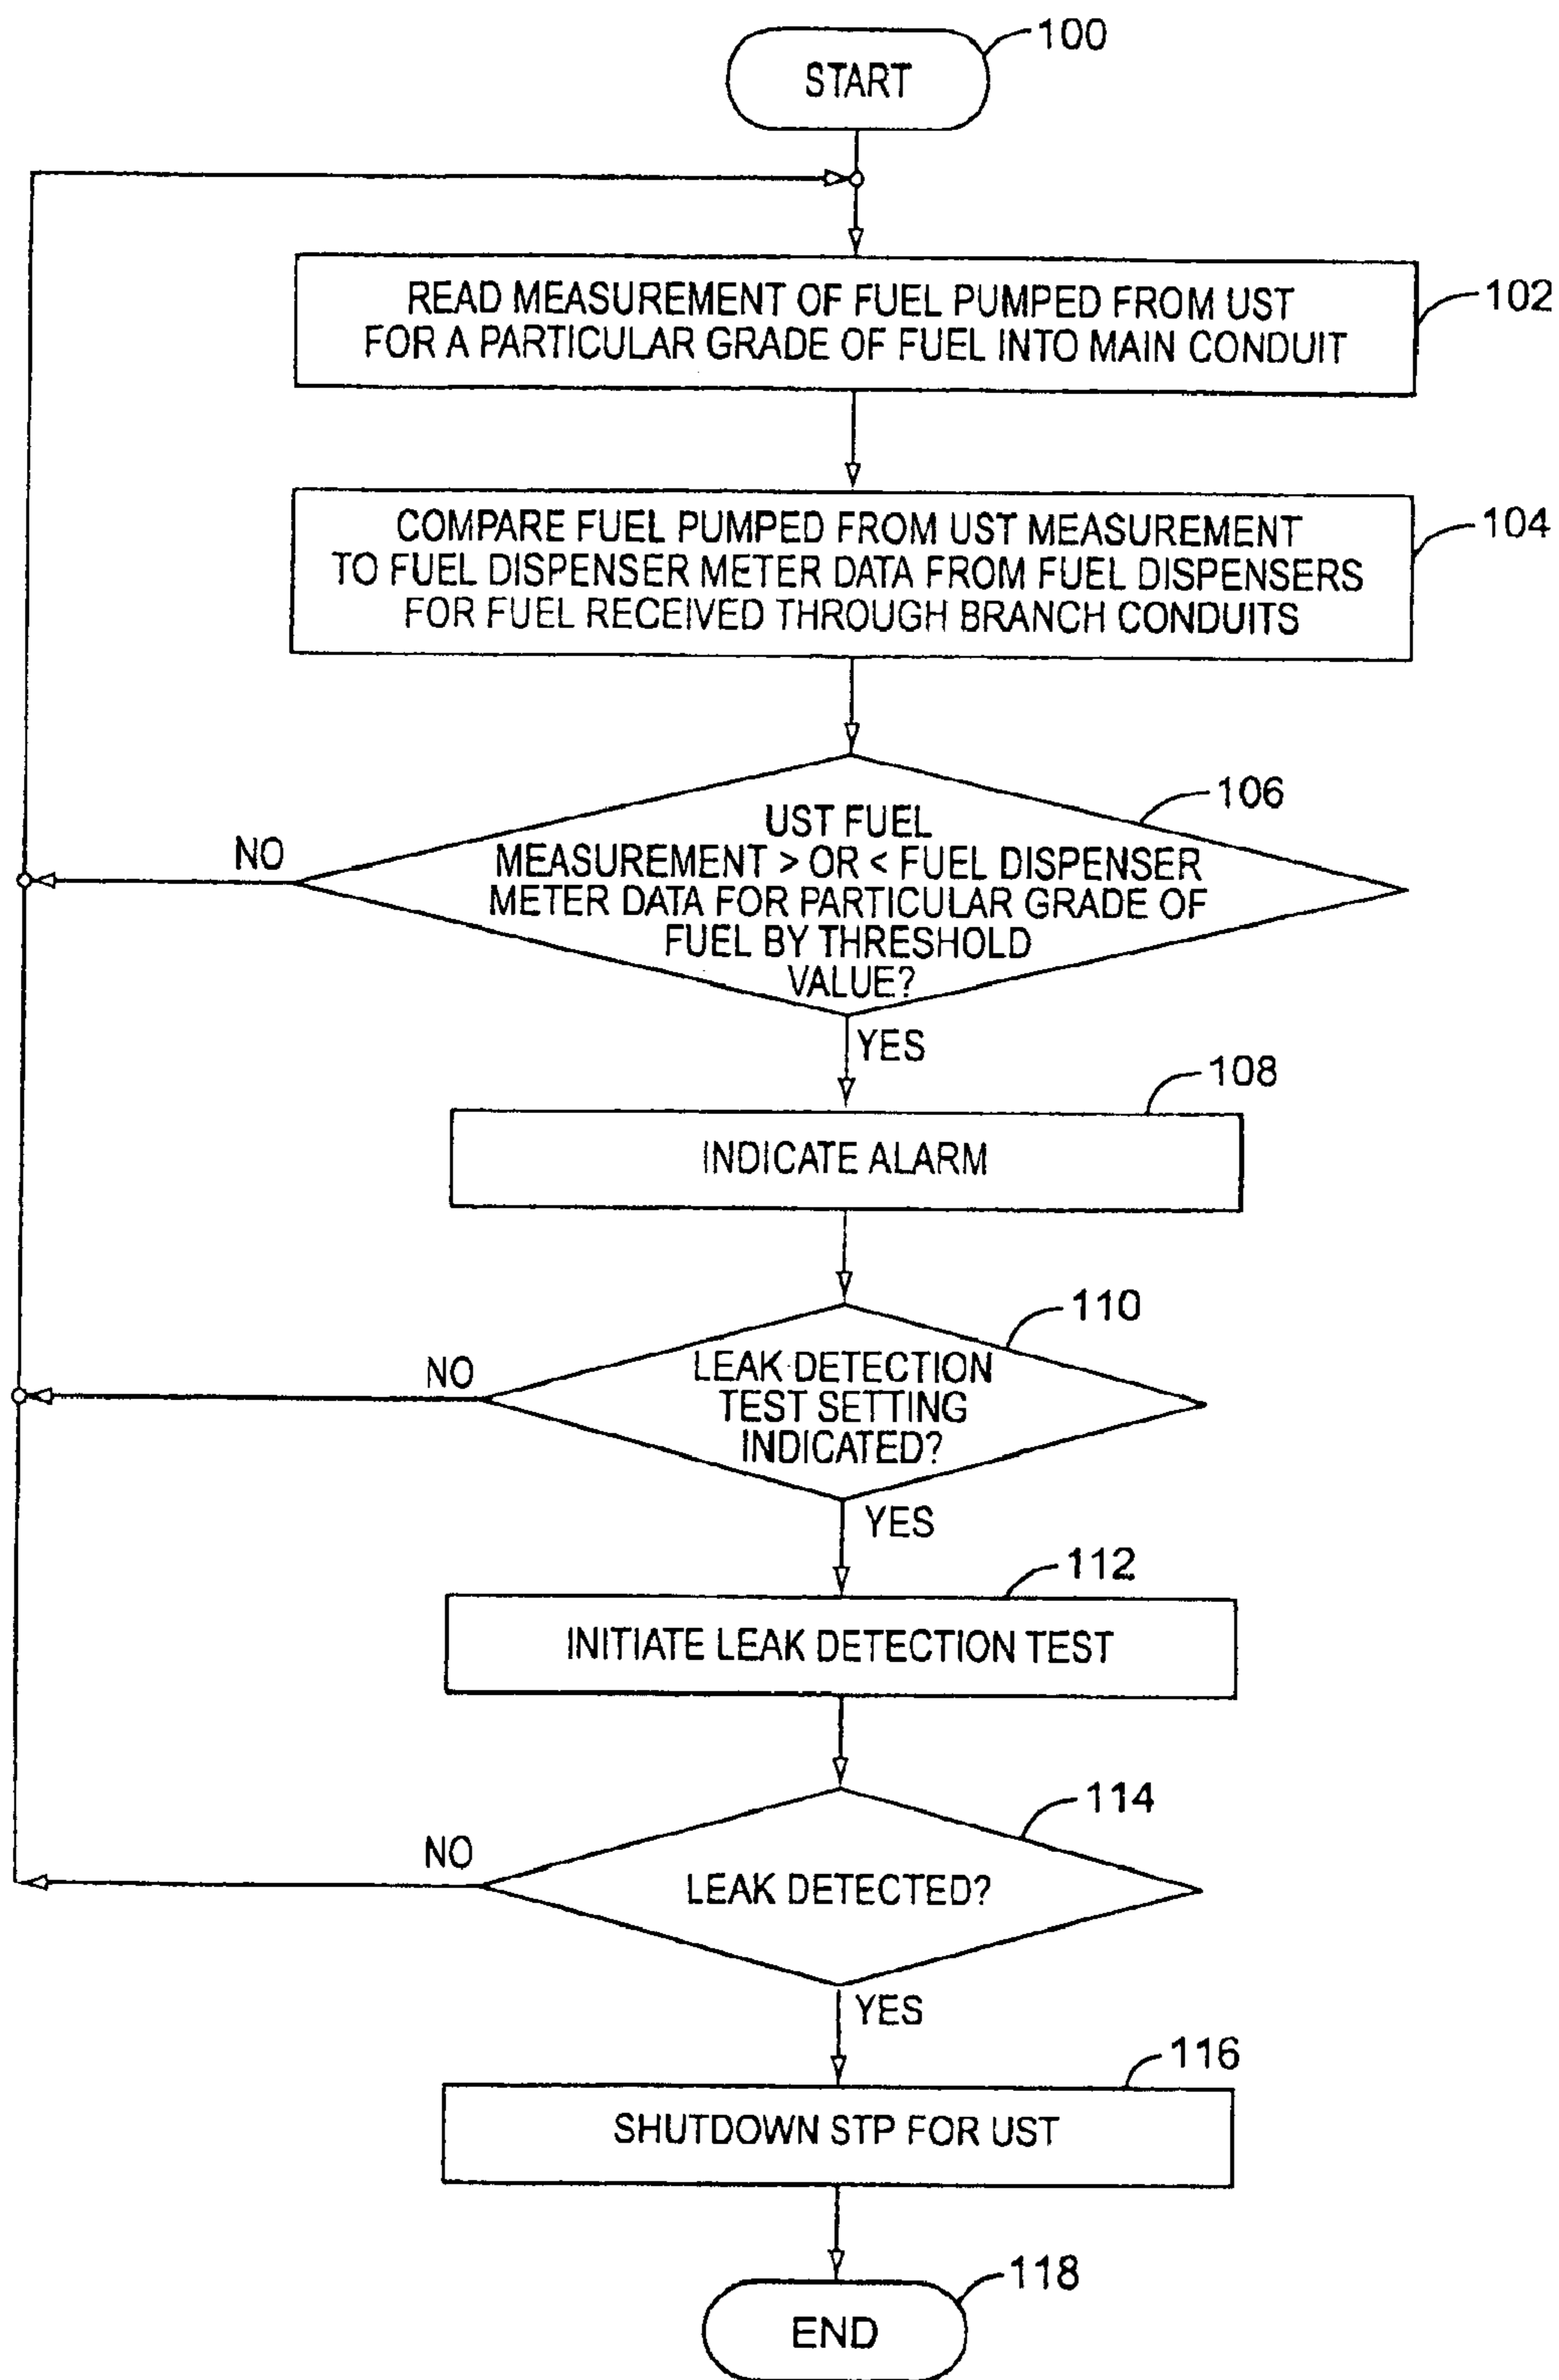 100
START
READ MEASUREMENT OF FUEL PUMPED FROM UST
FOR A PARTICULAR GRADE OF FUEL INTO MAIN CONDUIT
102
COMPARE FUEL PUMPED FROM UST MEASUREMENT
TO FUEL DISPENSER METER DATA FROM FUEL DISPENSERS
FOR FUEL RECEIVED THROUGH BRANCH CONDUITS
104
106
UST FUEL
MEASUREMENT > OR < FUEL DISPENSER
METER DATA FOR PARTICULAR GRADE OF
FUEL BY THRESHOLD
VALUE?
NO
YES
108
INDICATE ALARM
110
LEAK DETECTION
TEST SETTING
INDICATED?
NO
YES
112
INITIATE LEAK DETECTION TEST
114
LEAK DETECTED?
NO
YES
116
SHUTDOWN STP FOR UST
118
END